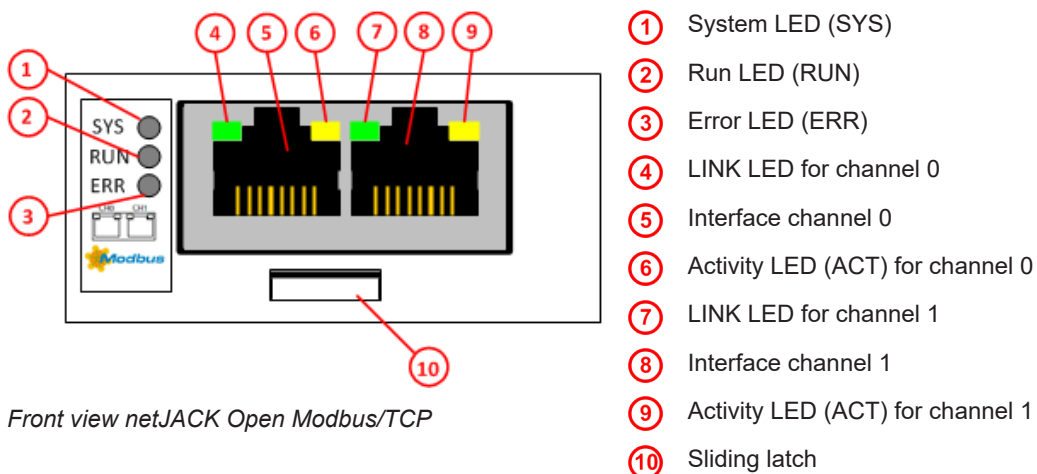 4 5 6 7 8 9
1
2
SYS
RUN
ERR
3
CH0 CH1
Modbus
10
Front view netJACK Open Modbus/TCP
1 System LED (SYS)
2 Run LED (RUN)
3 Error LED (ERR)
4 LINK LED for channel 0
5 Interface channel 0
6 Activity LED (ACT) for channel 0
7 LINK LED for channel 1
8 Interface channel 1
9 Activity LED (ACT) for channel 1
10 Sliding latch